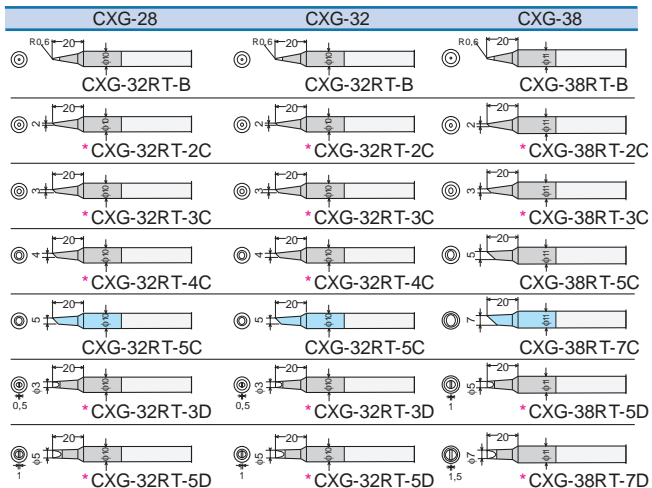 CXG-28 CXG-32 CXG-38
R0,6 20 ϕ10 R0,6 20 ϕ10 R0,6 20 ϕ11
CXG-32RT-B CXG-32RT-B CXG-38RT-B
2 20 ϕ10 2 20 ϕ10 2 20 ϕ11
*CXG-32RT-2C *CXG-32RT-2C *CXG-38RT-2C
3 20 ϕ10 3 20 ϕ10 3 20 ϕ11
*CXG-32RT-3C *CXG-32RT-3C *CXG-38RT-3C
4 20 ϕ10 4 20 ϕ10 5 20 ϕ11
*CXG-32RT-4C *CXG-32RT-4C CXG-38RT-5C
5 20 ϕ10 5 20 ϕ10 7 20 ϕ11
CXG-32RT-5C CXG-32RT-5C CXG-38RT-7C
0,5 ϕ3 20 ϕ10 0,5 ϕ3 20 ϕ10 1 ϕ5 20 ϕ11
*CXG-32RT-3D *CXG-32RT-3D *CXG-38RT-5D
1 ϕ5 20 ϕ10 1 ϕ5 20 ϕ10 1,5 ϕ7 20 ϕ11
*CXG-32RT-5D *CXG-32RT-5D *CXG-38RT-7D